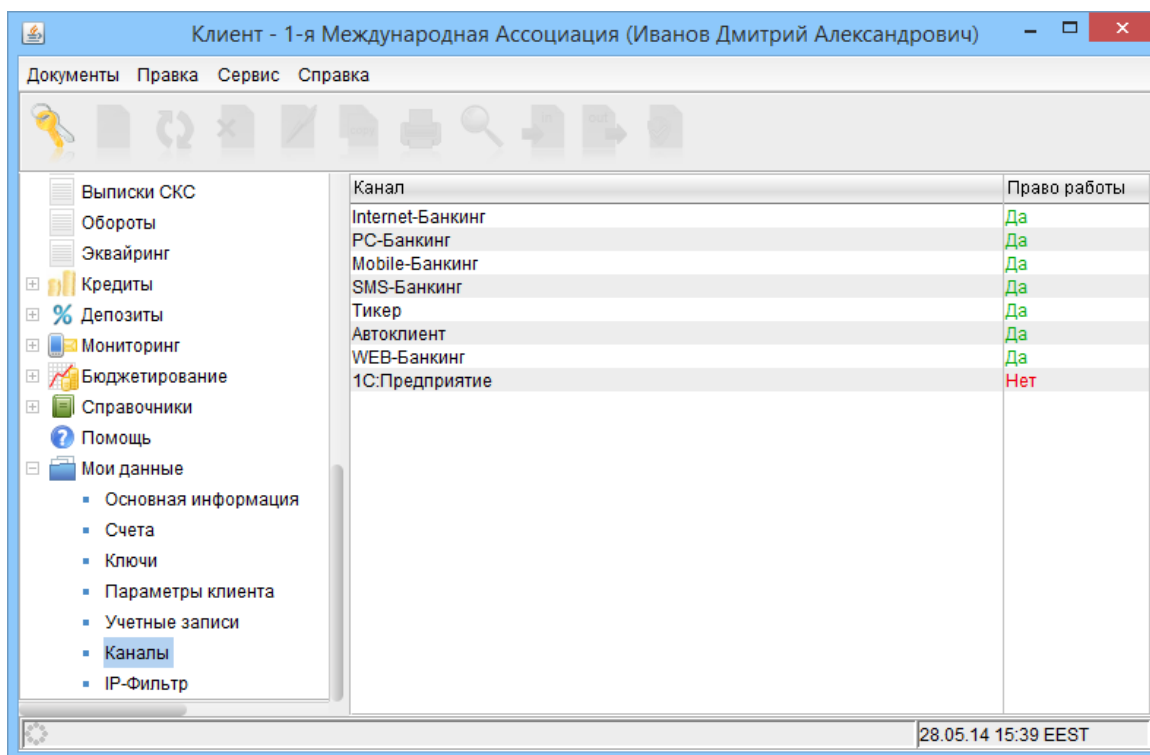 Клиент - 1-я Международная Ассоциация (Иванов Дмитрий Александрович)
Документы Правка Сервис Справка
Выписки СКС
Обороты
Эквайринг
Кредиты
Депозиты
Мониторинг
Бюджетирование
Справочники
Помощь
Мои данные
Основная информация
Счета
Ключи
Параметры клиента
Учетные записи
Каналы
IP-Фильтр
Канал Право работы
Internet-Банкинг Да
PC-Банкинг Да
Mobile-Банкинг Да
SMS-Банкинг Да
Тикер Да
Автоклиент Да
WEB-Банкинг Да
1С:Предприятие Нет
28.05.14 15:39 EEST